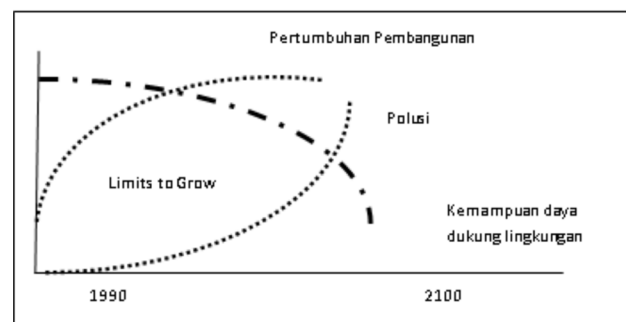 Pertumbuhan Pembangunan
Polusi
Limits to Grow
Kemampuan daya
dukung lingkungan
1990
2100